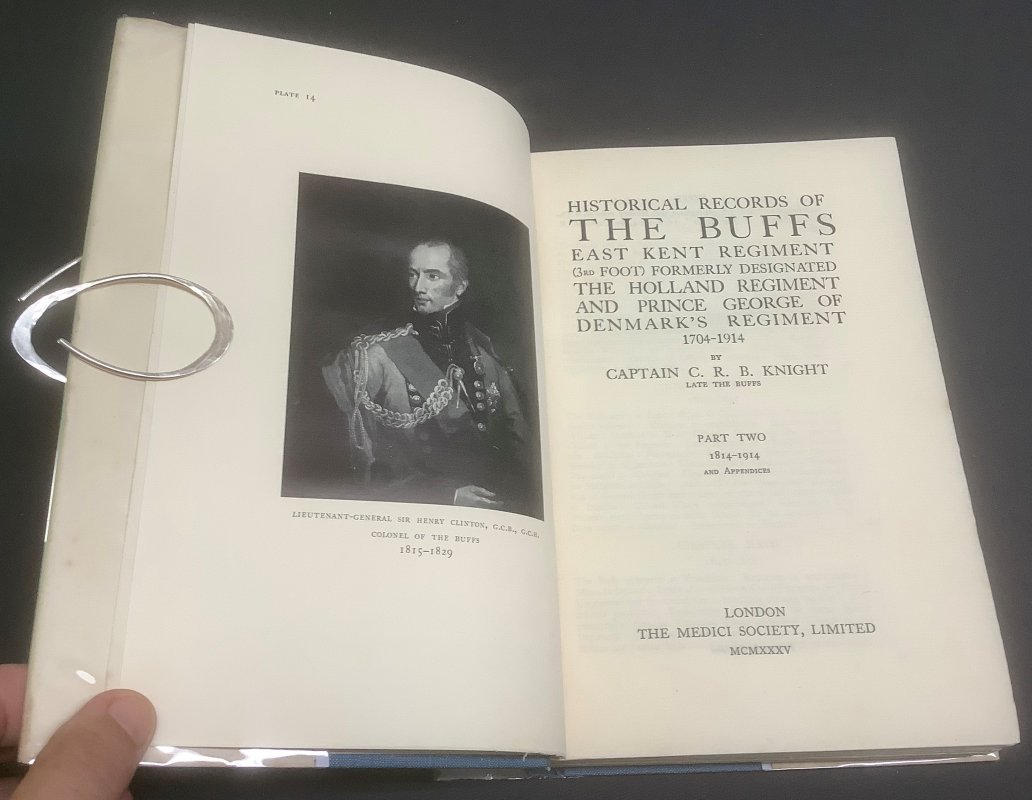 PLATE 14
LIEUTENANT-GENERAL SIR HENRY CLINTON, G.C.B., G.C.H.
COLONEL OF THE BUFFS
1815–1829
HISTORICAL RECORDS OF
THE BUFFS
EAST KENT REGIMENT
(3RD FOOT) FORMERLY DESIGNATED
THE HOLLAND REGIMENT
AND PRINCE GEORGE OF
DENMARK'S REGIMENT
1704–1914
BY
CAPTAIN C. R. B. KNIGHT
LATE THE BUFFS
PART TWO
1814–1914
AND APPENDICES
LONDON
THE MEDICI SOCIETY, LIMITED
MCMXXXV